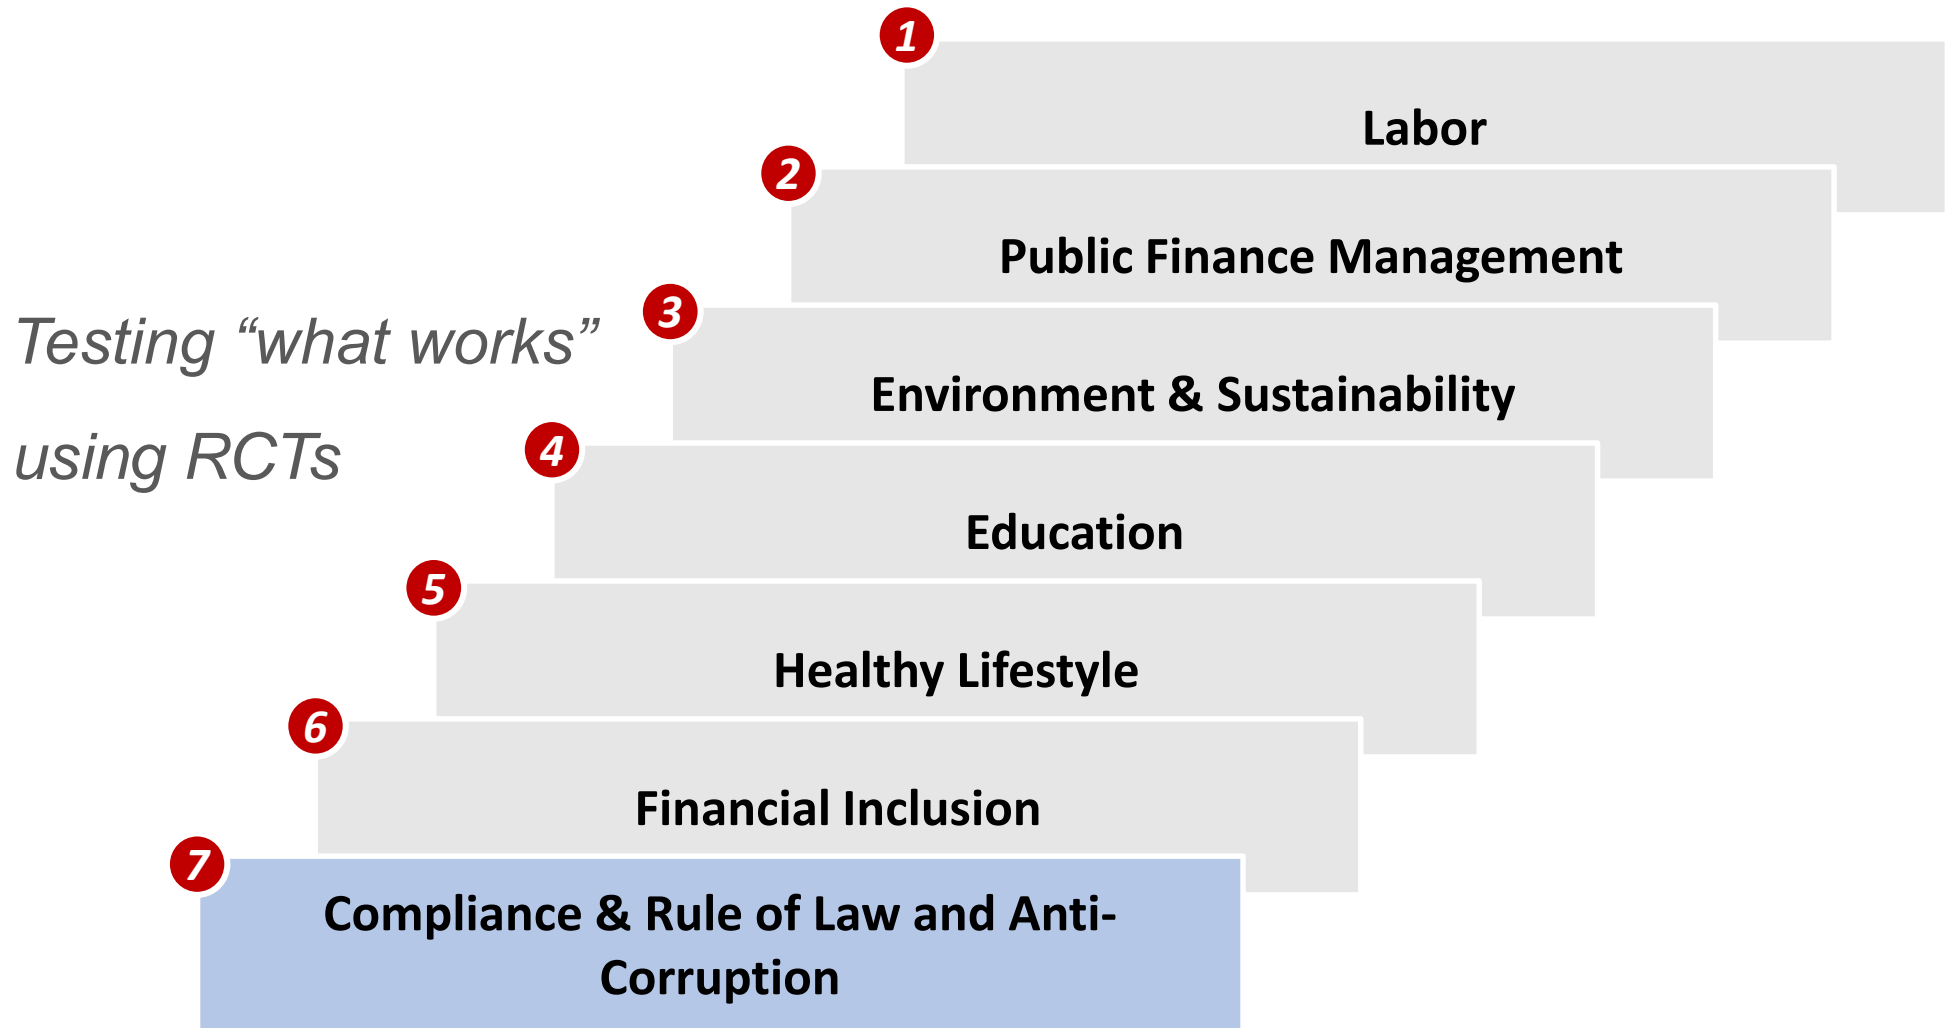 1
Labor
2
Public Finance Management
3
Environment & Sustainability
Testing “what works”
using RCTs
4
Education
5
Healthy Lifestyle
6
Financial Inclusion
7
Compliance & Rule of Law and Anti-
Corruption